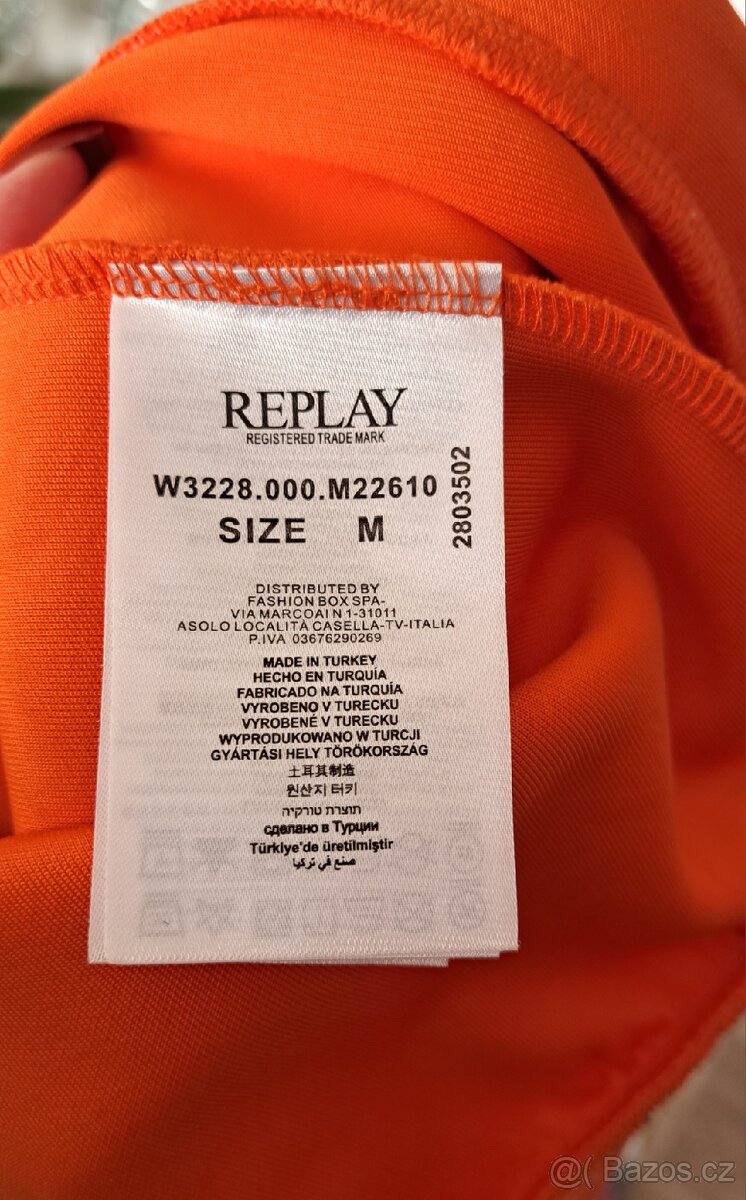 REPLAY
REGISTERED TRADE MARK
W3228.000.M22610
SIZE M
2803502
DISTRIBUTED BY
FASHION BOX SPA-
VIA MARCOAI N 1-31011
ASOLO LOCALITÀ CASELLA-TV-ITALIA
P.IVA 03676290269
MADE IN TURKEY
HECHO EN TURQUÍA
FABRICADO NA TURQUÍA
VYROBENO V TURECKU
VYROBENÉ V TURECKU
WYPRODUKOWANO W TURCJI
GYÁRTÁSI HELY TÖRÖKORSZÁG
土耳其制造
원산지 터키
תוצרת טורקיה
сделано в Турции
Türkiye'de üretilmiştir
صنع في تركيا
@( Bazos.cz